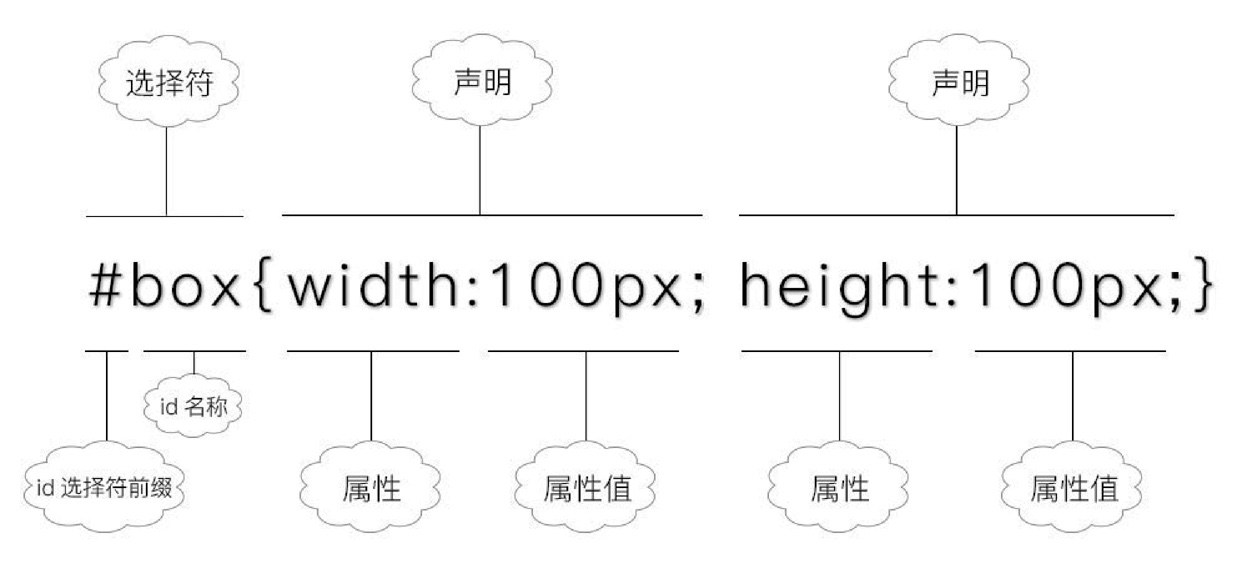 选择符
声明
声明
#box{width:100px; height:100px;}
id 名称
id 选择符前缀
属性
属性值
属性
属性值